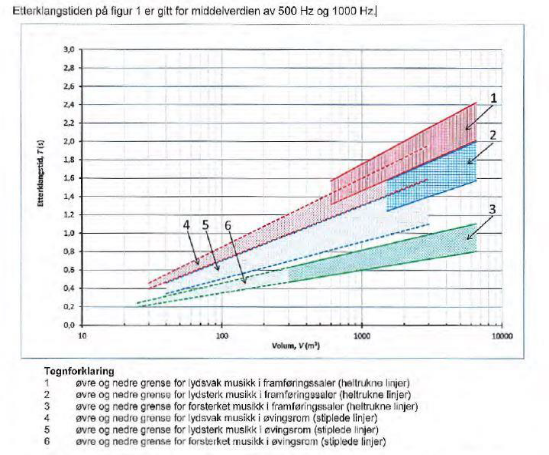 Etterklangstiden på figur 1 er gitt for middelverdien av 500 Hz og 1000 Hz.
3,0
2,8
2,6
2,4
2,2
2,0
1,8
1,6
1,4
1,2
1,0
0,8
0,6
0,4
0,2
0,0
Etterklangstid, T (s)
1
2
3
4 5 6
10 100 1000 10000
Volum, V (m³)
Tegnforklaring
1 øvre og nedre grense for lydsvak musikk i framføringssaler (heltrukne linjer)
2 øvre og nedre grense for lydsterk musikk i framføringssaler (heltrukne linjer)
3 øvre og nedre grense for forsterket musikk i framføringssaler (heltrukne linjer)
4 øvre og nedre grense for lydsvak musikk i øvingsrom (stiplede linjer)
5 øvre og nedre grense for lydsterk musikk i øvingsrom (stiplede linjer)
6 øvre og nedre grense for forsterket musikk i øvingsrom (stiplede linjer)